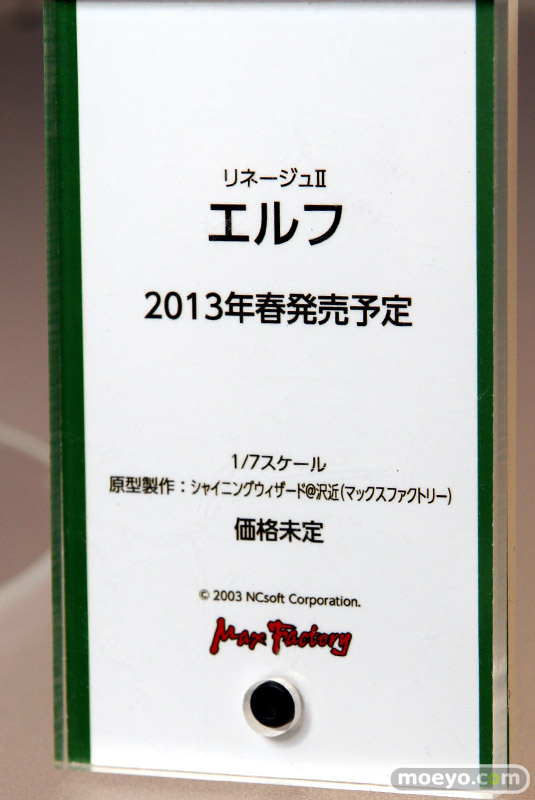 リネージュⅡ
エルフ
2013年春発売予定
1/7スケール
原型製作：シャイニングウィザード@沢近(マックスファクトリー)
価格未定
© 2003 NCsoft Corporation.
Max Factory
moeyo.com